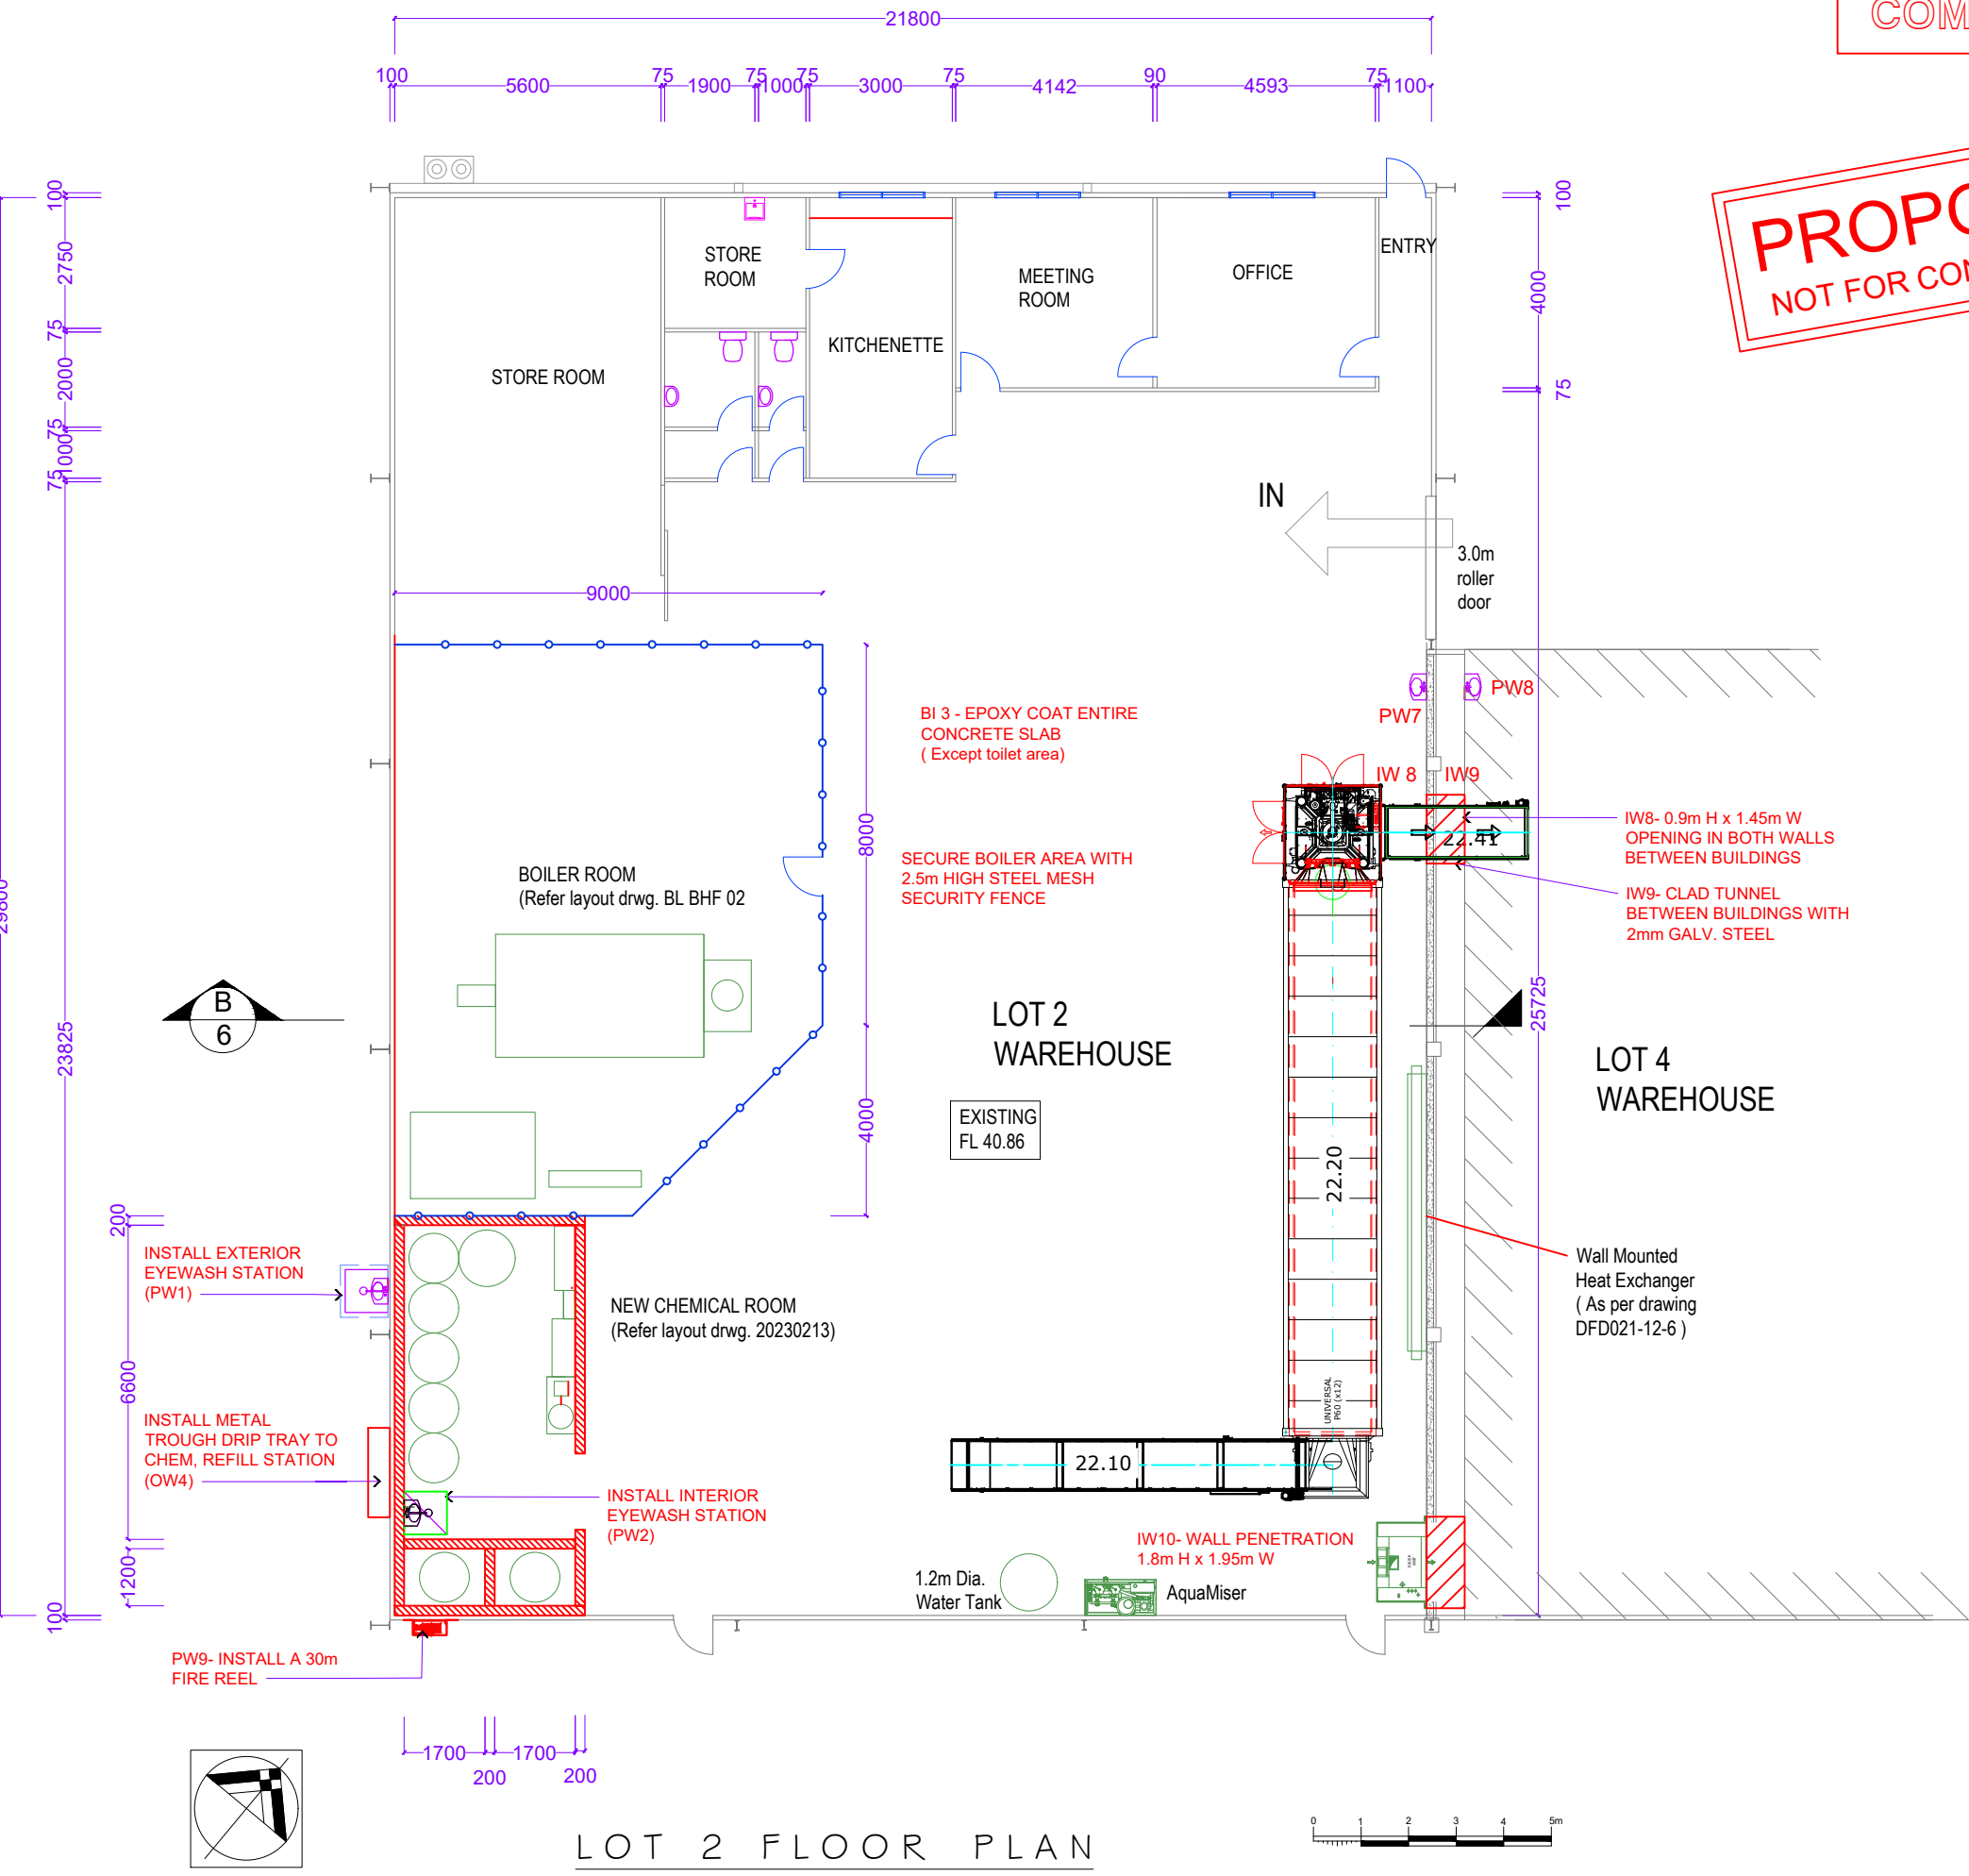 COM
21800
100
5600
75
1900
75
1000
75
3000
75
4142
90
4593
75
1100
PROPO
NOT FOR CON
100
2750
75
2000
75
1000
75
23825
29800
100
100
4000
75
25725
STORE
ROOM
STORE ROOM
KITCHENETTE
MEETING
ROOM
OFFICE
ENTRY
IN
3.0m
roller
door
9000
8000
4000
PW7
PW8
BI 3 - EPOXY COAT ENTIRE
CONCRETE SLAB
( Except toilet area)
IW 8
IW9
22.41
IW8- 0.9m H x 1.45m W
OPENING IN BOTH WALLS
BETWEEN BUILDINGS
IW9- CLAD TUNNEL
BETWEEN BUILDINGS WITH
2mm GALV. STEEL
SECURE BOILER AREA WITH
2.5m HIGH STEEL MESH
SECURITY FENCE
BOILER ROOM
(Refer layout drwg. BL BHF 02
B
6
LOT 2
WAREHOUSE
LOT 4
WAREHOUSE
EXISTING
FL 40.86
22.20
UNIVERSAL
P60 (x12)
200
6600
1200
INSTALL EXTERIOR
EYEWASH STATION
(PW1)
NEW CHEMICAL ROOM
(Refer layout drwg. 20230213)
Wall Mounted
Heat Exchanger
( As per drawing
DFD021-12-6 )
INSTALL METAL
TROUGH DRIP TRAY TO
CHEM, REFILL STATION
(OW4)
22.10
INSTALL INTERIOR
EYEWASH STATION
(PW2)
IW10- WALL PENETRATION
1.8m H x 1.95m W
1.2m Dia.
Water Tank
AquaMiser
PW9- INSTALL A 30m
FIRE REEL
1700
200
1700
200
LOT 2 FLOOR PLAN
0 1 2 3 4 5m